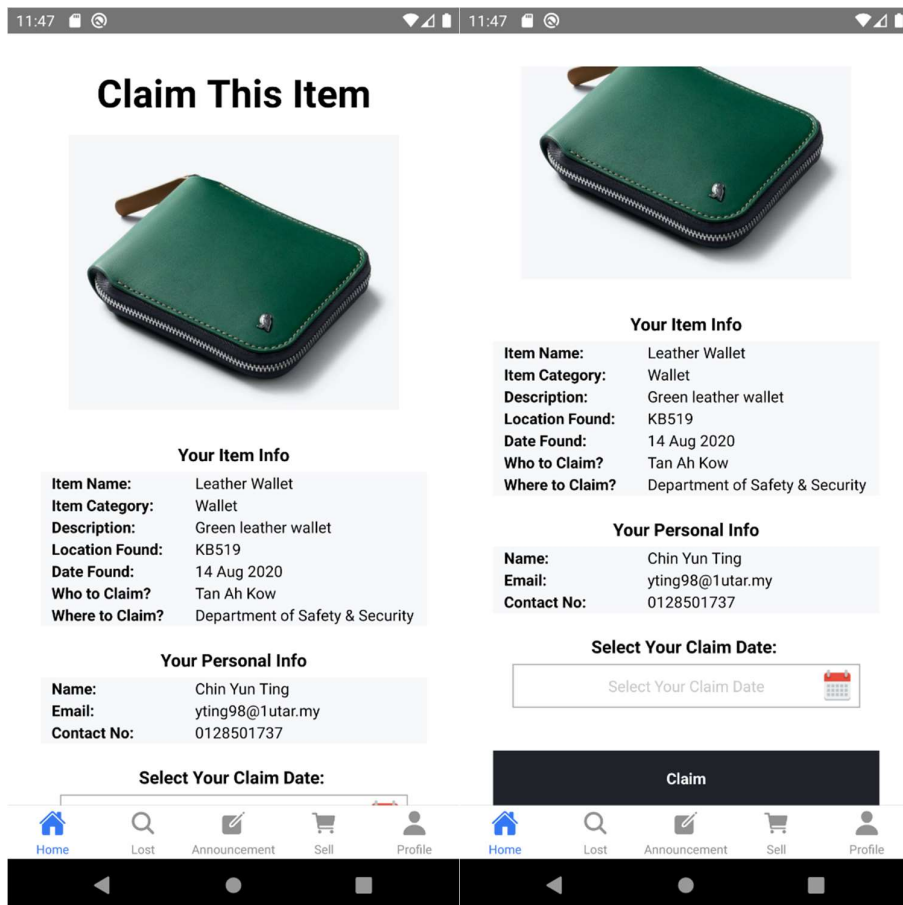 11:47
Claim This Item
Your Item Info
Item Name: Leather Wallet
Item Category: Wallet
Description: Green leather wallet
Location Found: KB519
Date Found: 14 Aug 2020
Who to Claim? Tan Ah Kow
Where to Claim? Department of Safety & Security
Your Personal Info
Name: Chin Yun Ting
Email: yting98@1utar.my
Contact No: 0128501737
Select Your Claim Date:
Home Lost Announcement Sell Profile
11:47
Your Item Info
Item Name: Leather Wallet
Item Category: Wallet
Description: Green leather wallet
Location Found: KB519
Date Found: 14 Aug 2020
Who to Claim? Tan Ah Kow
Where to Claim? Department of Safety & Security
Your Personal Info
Name: Chin Yun Ting
Email: yting98@1utar.my
Contact No: 0128501737
Select Your Claim Date:
Select Your Claim Date
Claim
Home Lost Announcement Sell Profile